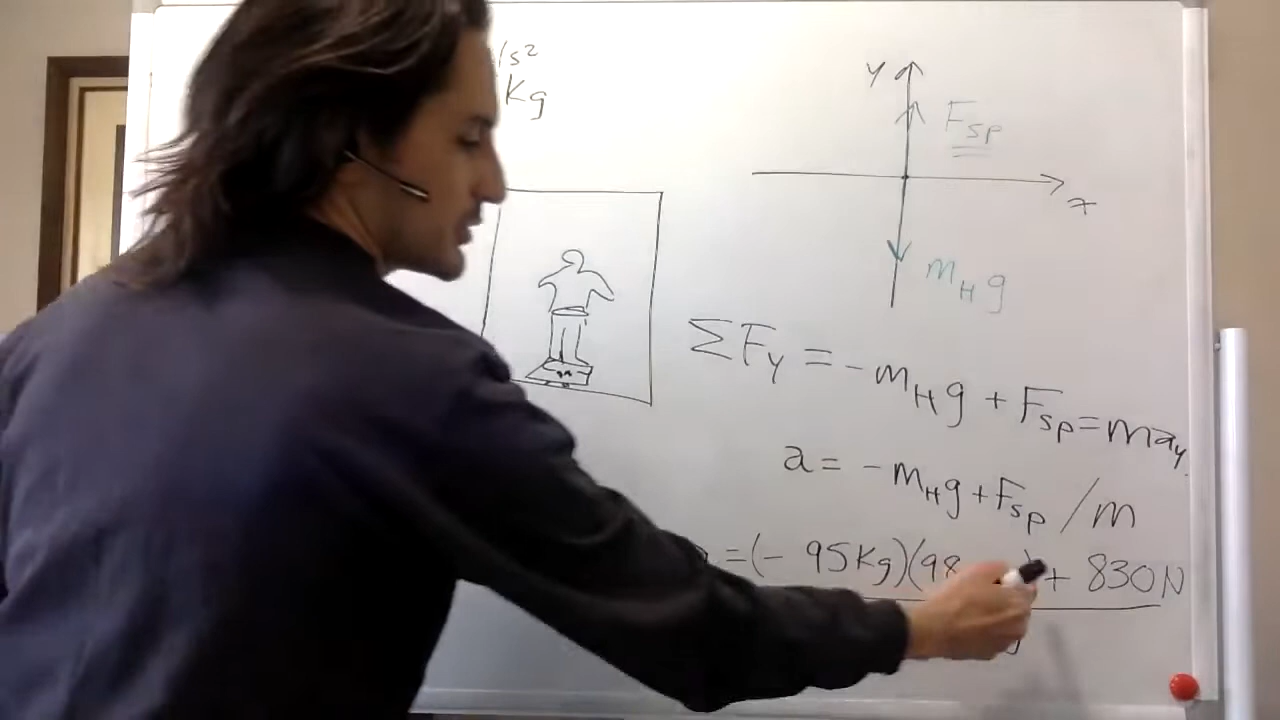 /s²
Kg
y
F_sp
x
m_H g
ΣF_y = -m_H g + F_sp = ma_y
a = -m_H g + F_sp / m
= (- 95Kg)(98 ) + 830N